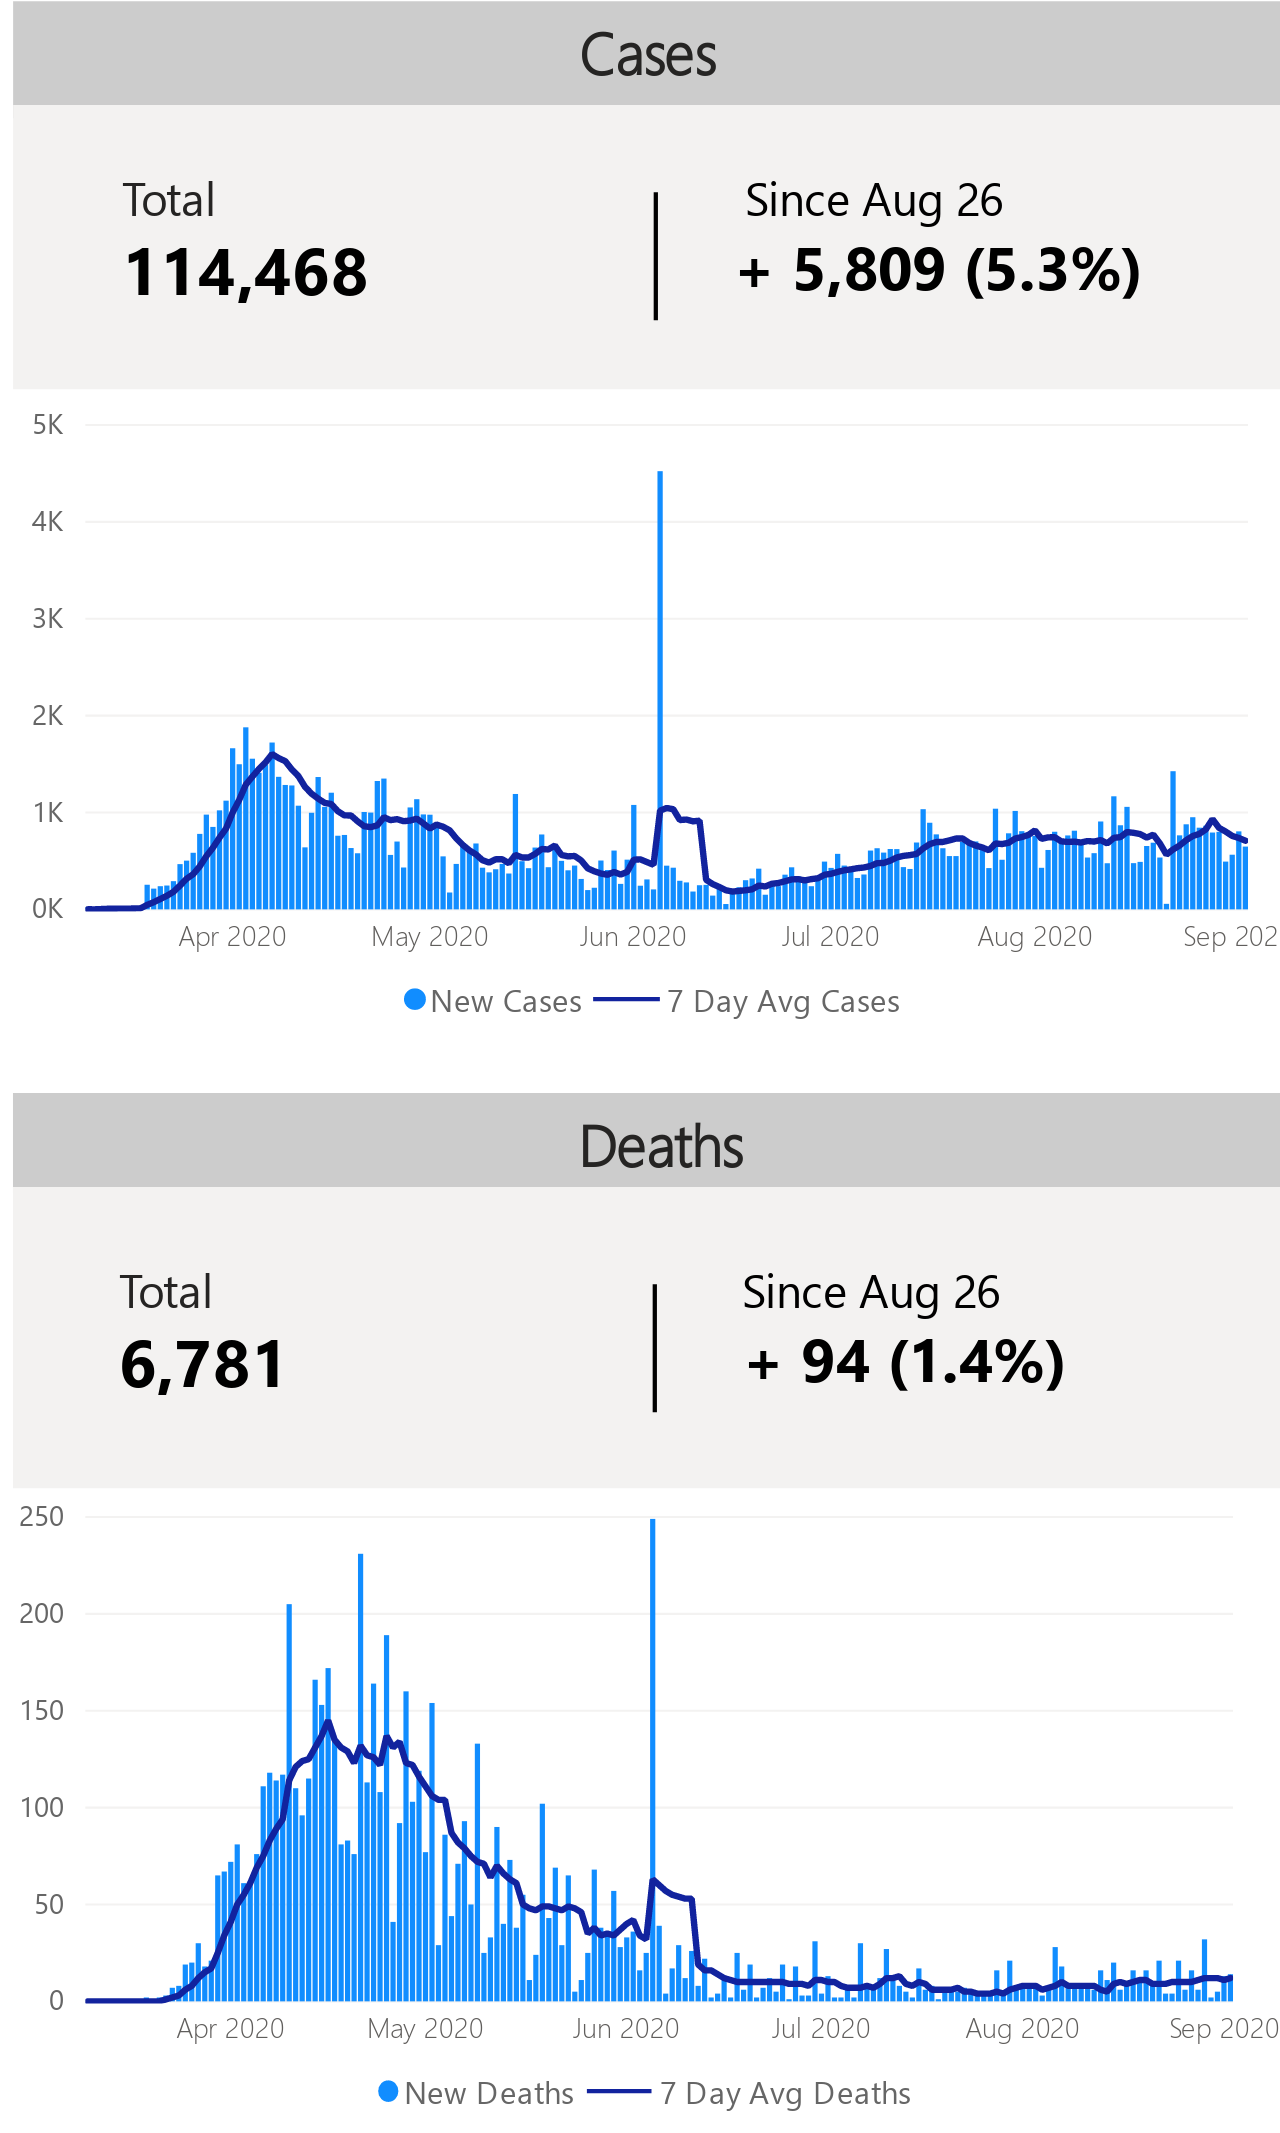 Cases
Total
Since Aug 26
114,468
+ 5,809 (5.3%)
5K
4K
3K
2K
1K
0K
Apr 2020
May 2020
Jun 2020
Jul 2020
Aug 2020
Sep 202
New Cases
7 Day Avg Cases
Deaths
Total
Since Aug 26
6,781
+ 94 (1.4%)
250
200
150
100
50
0
Apr 2020
May 2020
Jun 2020
Jul 2020
Aug 2020
Sep 2020
New Deaths
7 Day Avg Deaths